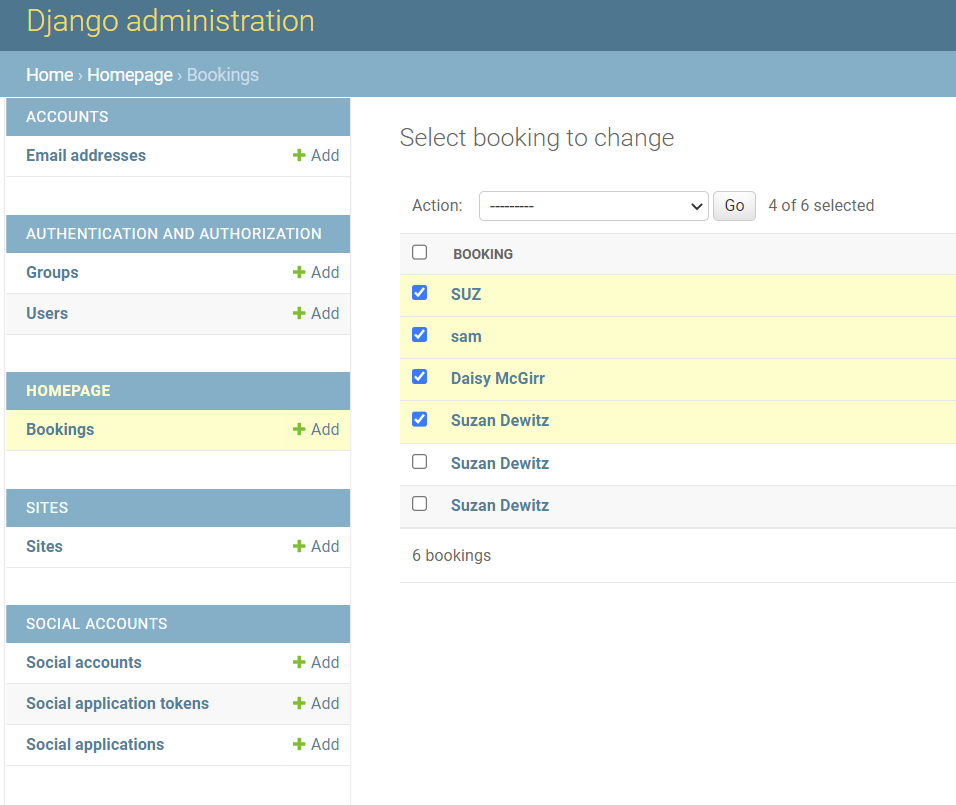 Django administration
Home › Homepage › Bookings
ACCOUNTS
Email addresses Add
AUTHENTICATION AND AUTHORIZATION
Groups Add
Users Add
HOMEPAGE
Bookings Add
SITES
Sites Add
SOCIAL ACCOUNTS
Social accounts Add
Social application tokens Add
Social applications Add
Select booking to change
Action: --------- Go 4 of 6 selected
BOOKING
SUZ
sam
Daisy McGirr
Suzan Dewitz
Suzan Dewitz
Suzan Dewitz
6 bookings